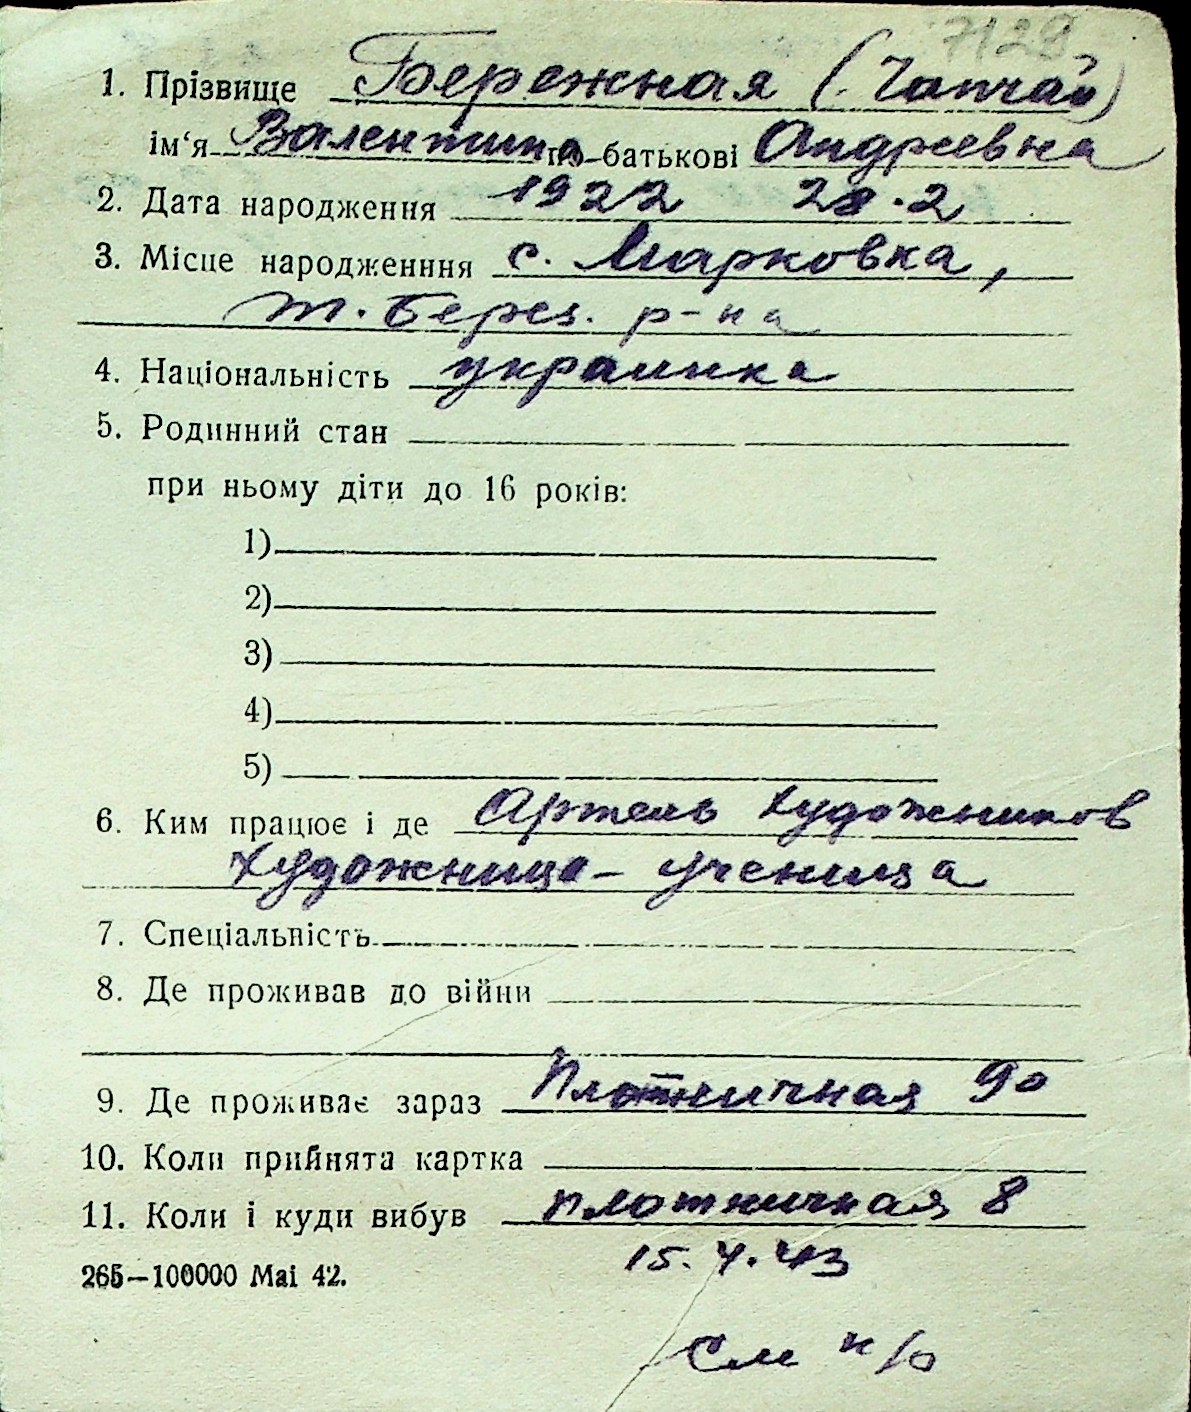 7129
1. Прізвище Бережная (Чапчай)
ім‘я Валентина по-батькові Андреевна
2. Дата народження 1922 28.2
3. Місце народженння с. Марковка,
т. Берез. р-на
4. Національність украинка
5. Родинний стан
при ньому діти до 16 років:
1)
2)
3)
4)
5)
6. Ким працює і де Артель Художников
Художница - ученица
7. Спеціальність
8. Де проживав до війни
9. Де проживає зараз Плотничная 90
10. Коли прийнята картка
11. Коли і куди вибув плотничная 8
15.4.43
265—100000 Mai 42.
См н/о